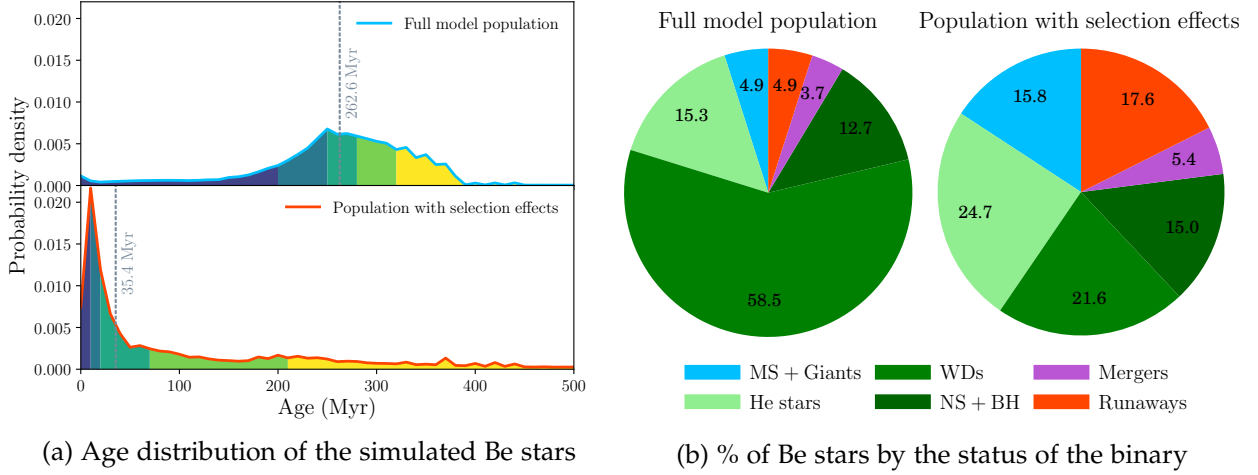 0.020
0.015
0.010
0.005
0.000
Full model population
262.6 Myr
0.020
0.015
0.010
0.005
0.000
Population with selection effects
35.4 Myr
Probability density
0 100 200 300 400 500
Age (Myr)
(a) Age distribution of the simulated Be stars
Full model population
4.9
4.9
3.7
15.3
12.7
58.5
Population with selection effects
15.8
17.6
5.4
24.7
15.0
21.6
MS + Giants WDs Mergers
He stars NS + BH Runaways
(b) % of Be stars by the status of the binary